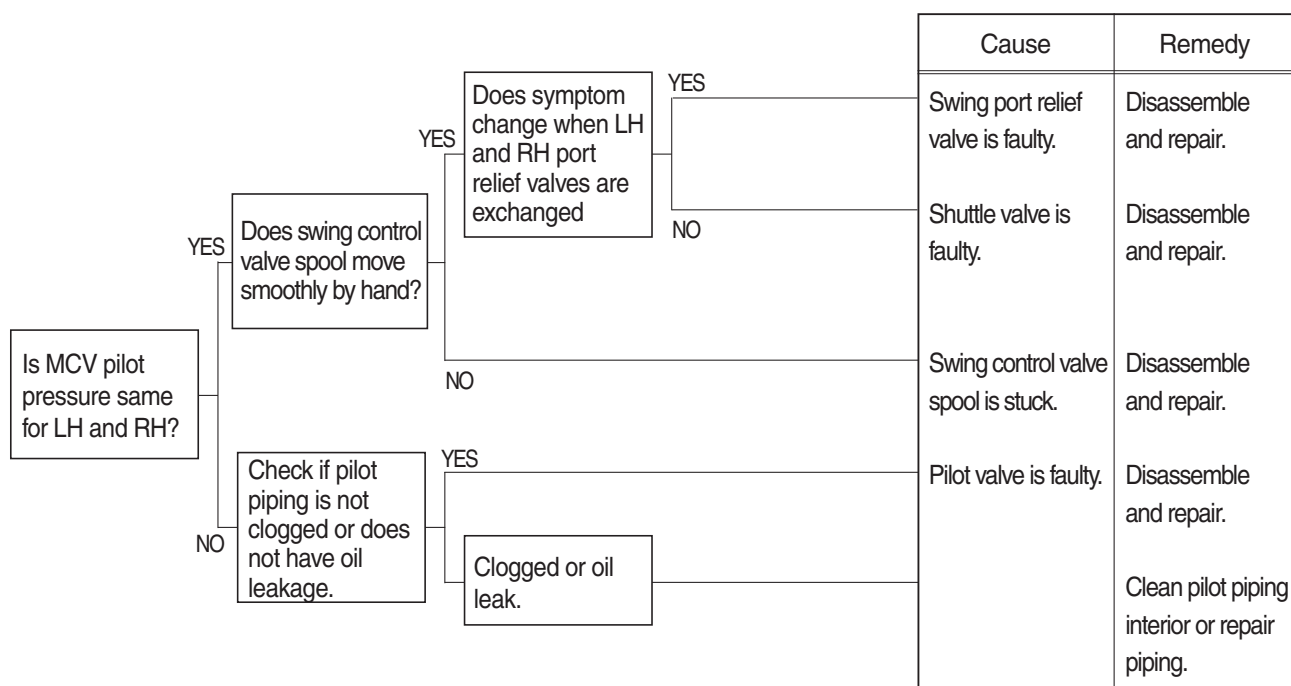 Is MCV pilot
pressure same
for LH and RH?
YES
Does swing control
valve spool move
smoothly by hand?
YES
Does symptom
change when LH
and RH port
relief valves are
exchanged
YES
NO
NO
NO
Check if pilot
piping is not
clogged or does
not have oil
leakage.
YES
Clogged or oil
leak.
Cause
Remedy
Swing port relief
valve is faulty.
Disassemble
and repair.
Shuttle valve is
faulty.
Disassemble
and repair.
Swing control valve
spool is stuck.
Disassemble
and repair.
Pilot valve is faulty.
Disassemble
and repair.
Clean pilot piping
interior or repair
piping.